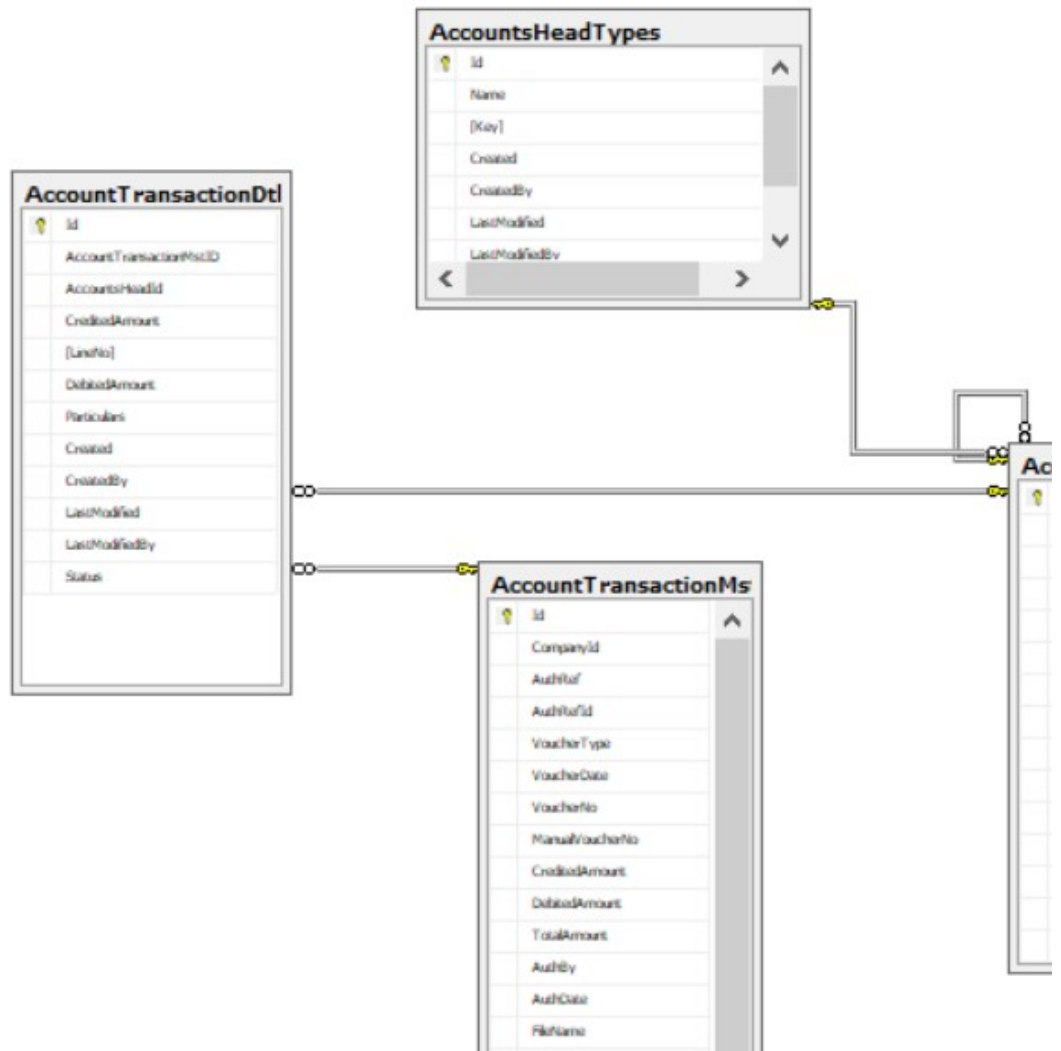 AccountsHeadTypes
Id
Name
[Key]
Created
CreatedBy
LastModified
LastModifiedBy
AccountTransactionDtl
Id
AccountTransactionMstID
AccountsHeadId
CreditedAmount
[LineNo]
DebitedAmount
Particulars
Created
CreatedBy
LastModified
LastModifiedBy
Status
AccountTransactionMs
Id
CompanyId
AuthRef
AuthRefId
VoucherType
VoucherDate
VoucherNo
ManualVoucherNo
CreditedAmount
DebitedAmount
TotalAmount
AuthBy
AuthDate
FileName